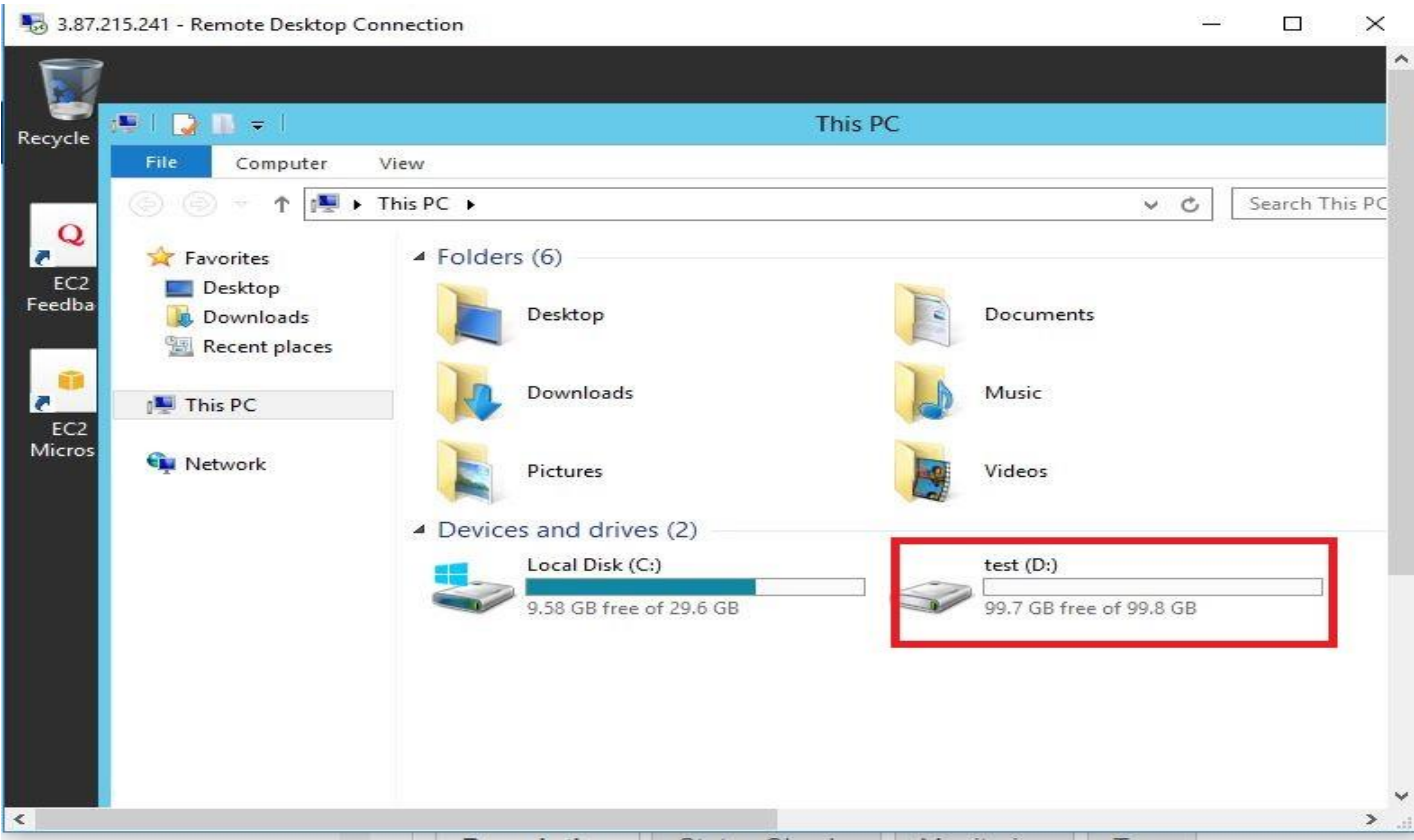 3.87.215.241 - Remote Desktop Connection
This PC
Recycle
File Computer View
This PC
Search This PC
Favorites
Desktop
Downloads
Recent places
This PC
Network
EC2
Feedba
EC2
Micros
Folders (6)
Desktop
Documents
Downloads
Music
Pictures
Videos
Devices and drives (2)
Local Disk (C:)
9.58 GB free of 29.6 GB
test (D:)
99.7 GB free of 99.8 GB